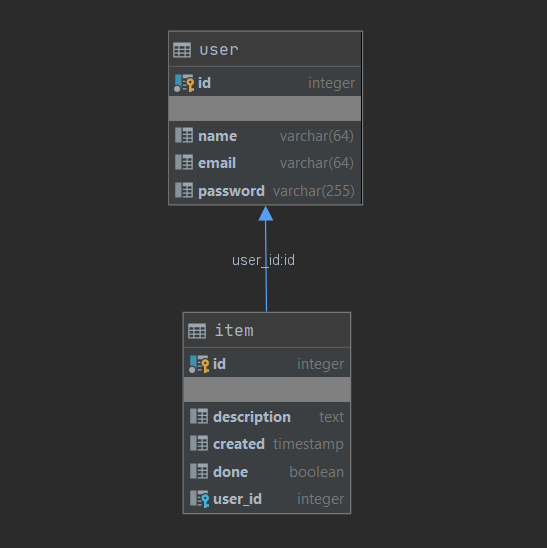 user
id integer
name varchar(64)
email varchar(64)
password varchar(255)
user_id:id
item
id integer
description text
created timestamp
done boolean
user_id integer